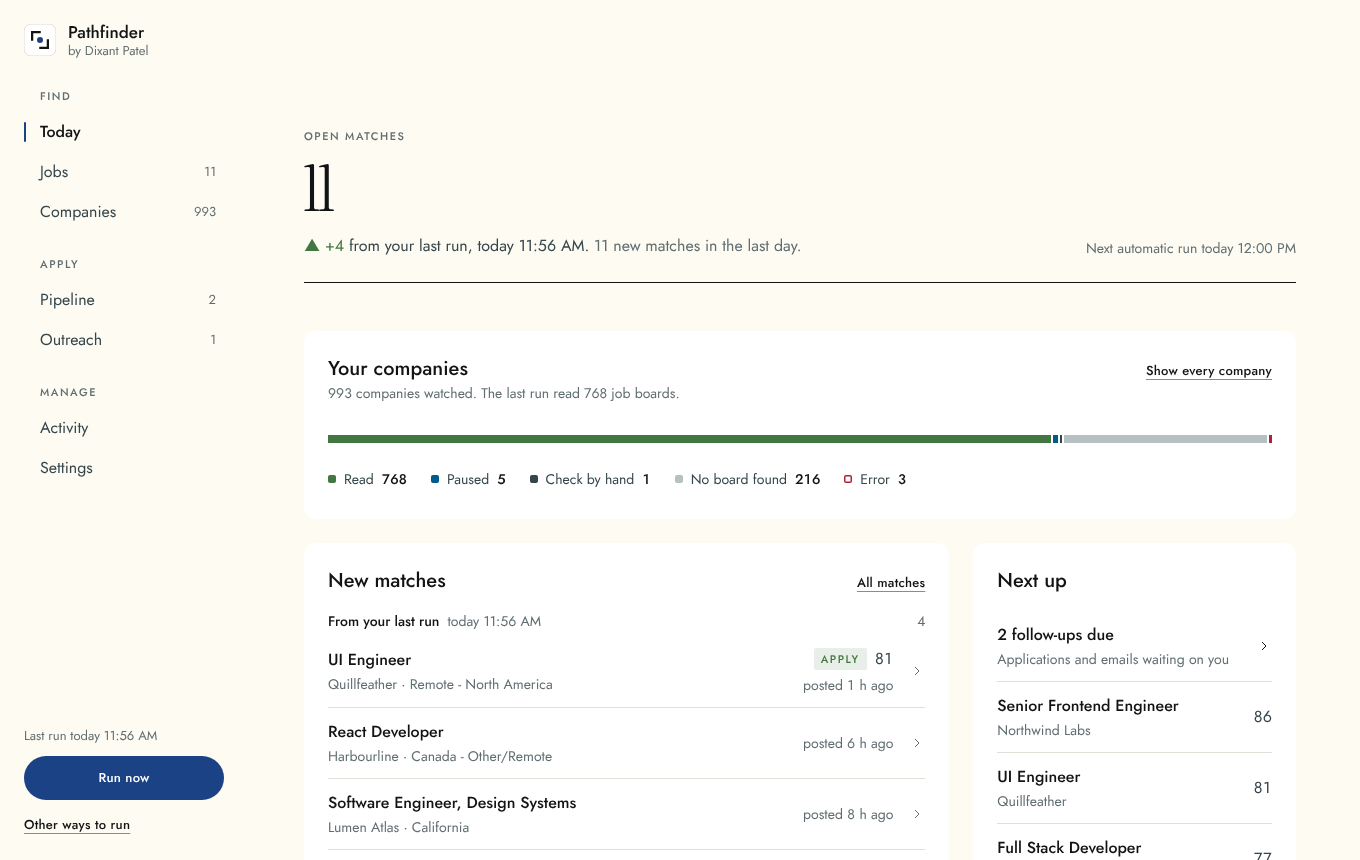 Pathfinder
by Dixant Patel
FIND
Today
Jobs 11
Companies 993
APPLY
Pipeline 2
Outreach 1
MANAGE
Activity
Settings
Last run today 11:56 AM
Run now
Other ways to run
OPEN MATCHES
11
▲ +4 from your last run, today 11:56 AM. 11 new matches in the last day.
Next automatic run today 12:00 PM
Your companies
Show every company
993 companies watched. The last run read 768 job boards.
Read 768 Paused 5 Check by hand 1 No board found 216 Error 3
New matches
All matches
From your last run today 11:56 AM 4
UI Engineer
APPLY 81
Quillfeather · Remote - North America
posted 1 h ago
React Developer
Harbourline · Canada - Other/Remote
posted 6 h ago
Software Engineer, Design Systems
Lumen Atlas · California
posted 8 h ago
Next up
2 follow-ups due
Applications and emails waiting on you
Senior Frontend Engineer
Northwind Labs
86
UI Engineer
Quillfeather
81
Full Stack Developer
77